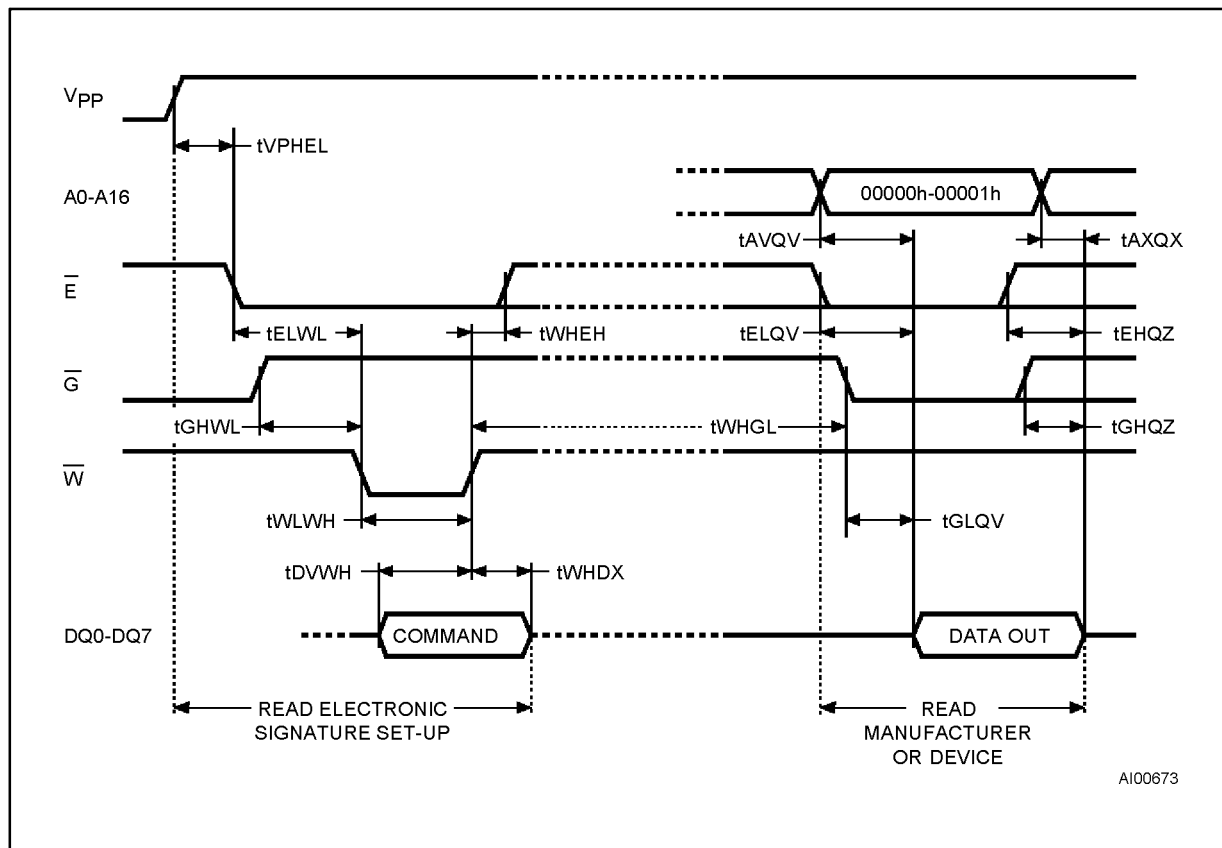 VPP
tVPHEL
A0-A16
00000h-00001h
tAVQV
tAXQX
E
tELWL
tWHEH
tELQV
tEHQZ
G
tGHWL
tWHGL
tGHQZ
W
tWLWH
tGLQV
tDVWH
tWHDX
DQ0-DQ7
COMMAND
DATA OUT
READ ELECTRONIC
SIGNATURE SET-UP
READ
MANUFACTURER
OR DEVICE
AI00673